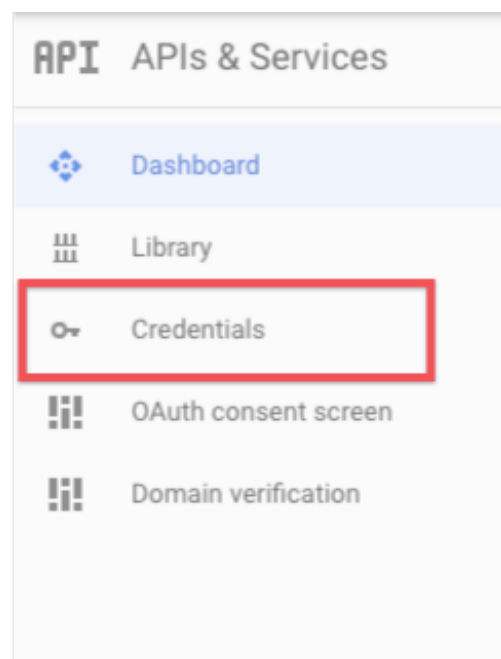 API APIs & Services
Dashboard
Library
Credentials
OAuth consent screen
Domain verification